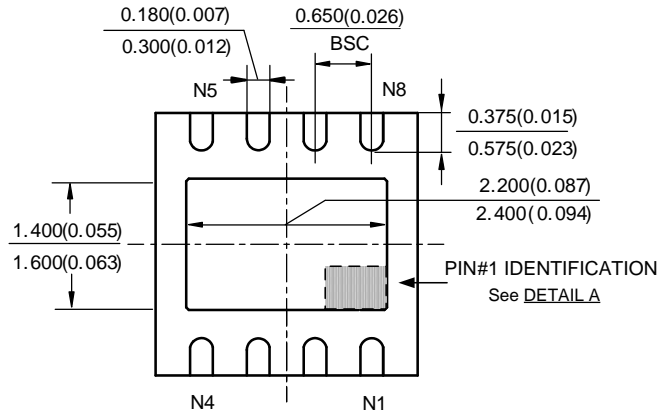 0.180(0.007)
0.300(0.012)
0.650(0.026)
BSC
N5
N8
0.375(0.015)
0.575(0.023)
2.200(0.087)
2.400(0.094)
1.400(0.055)
1.600(0.063)
PIN#1 IDENTIFICATION
See DETAIL A
N4
N1